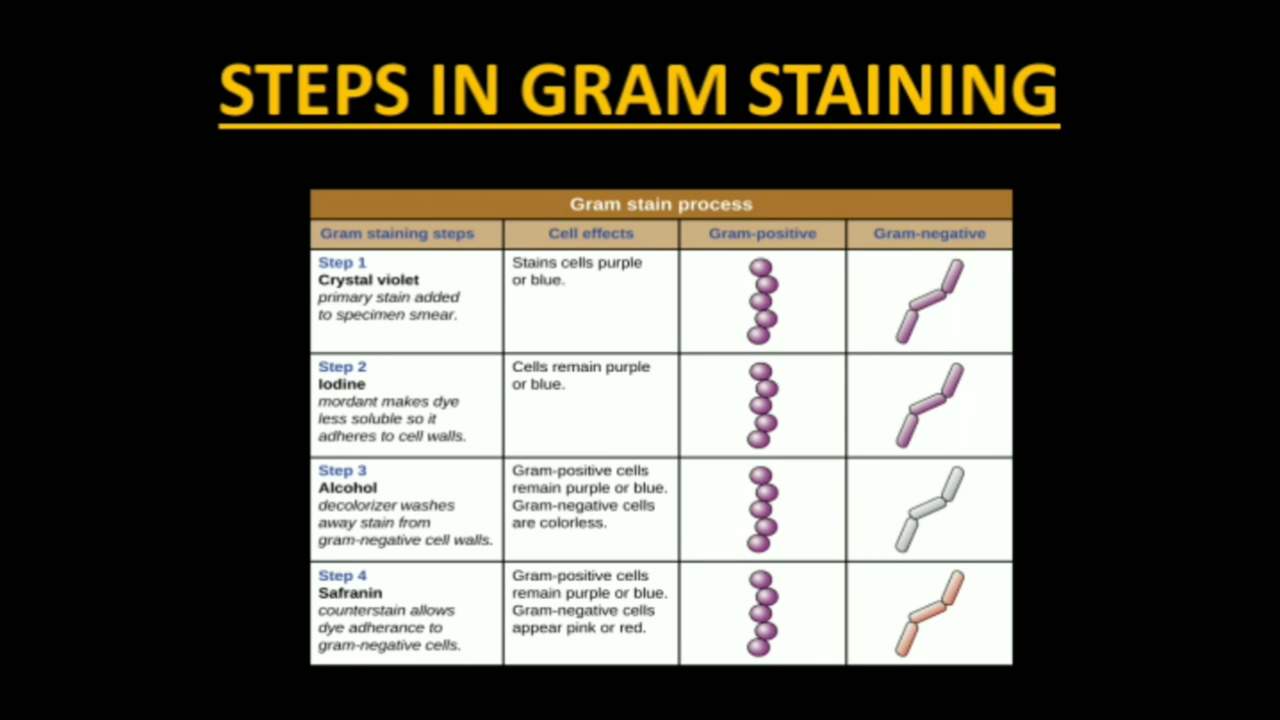 STEPS IN GRAM STAINING
Gram stain process
Gram staining steps
Cell effects
Gram-positive
Gram-negative
Step 1
Crystal violet
primary stain added
to specimen smear.
Stains cells purple
or blue.
Step 2
Iodine
mordant makes dye
less soluble so it
adheres to cell walls.
Cells remain purple
or blue.
Step 3
Alcohol
decolorizer washes
away stain from
gram-negative cell walls.
Gram-positive cells
remain purple or blue.
Gram-negative cells
are colorless.
Step 4
Safranin
counterstain allows
dye adherance to
gram-negative cells.
Gram-positive cells
remain purple or blue.
Gram-negative cells
appear pink or red.